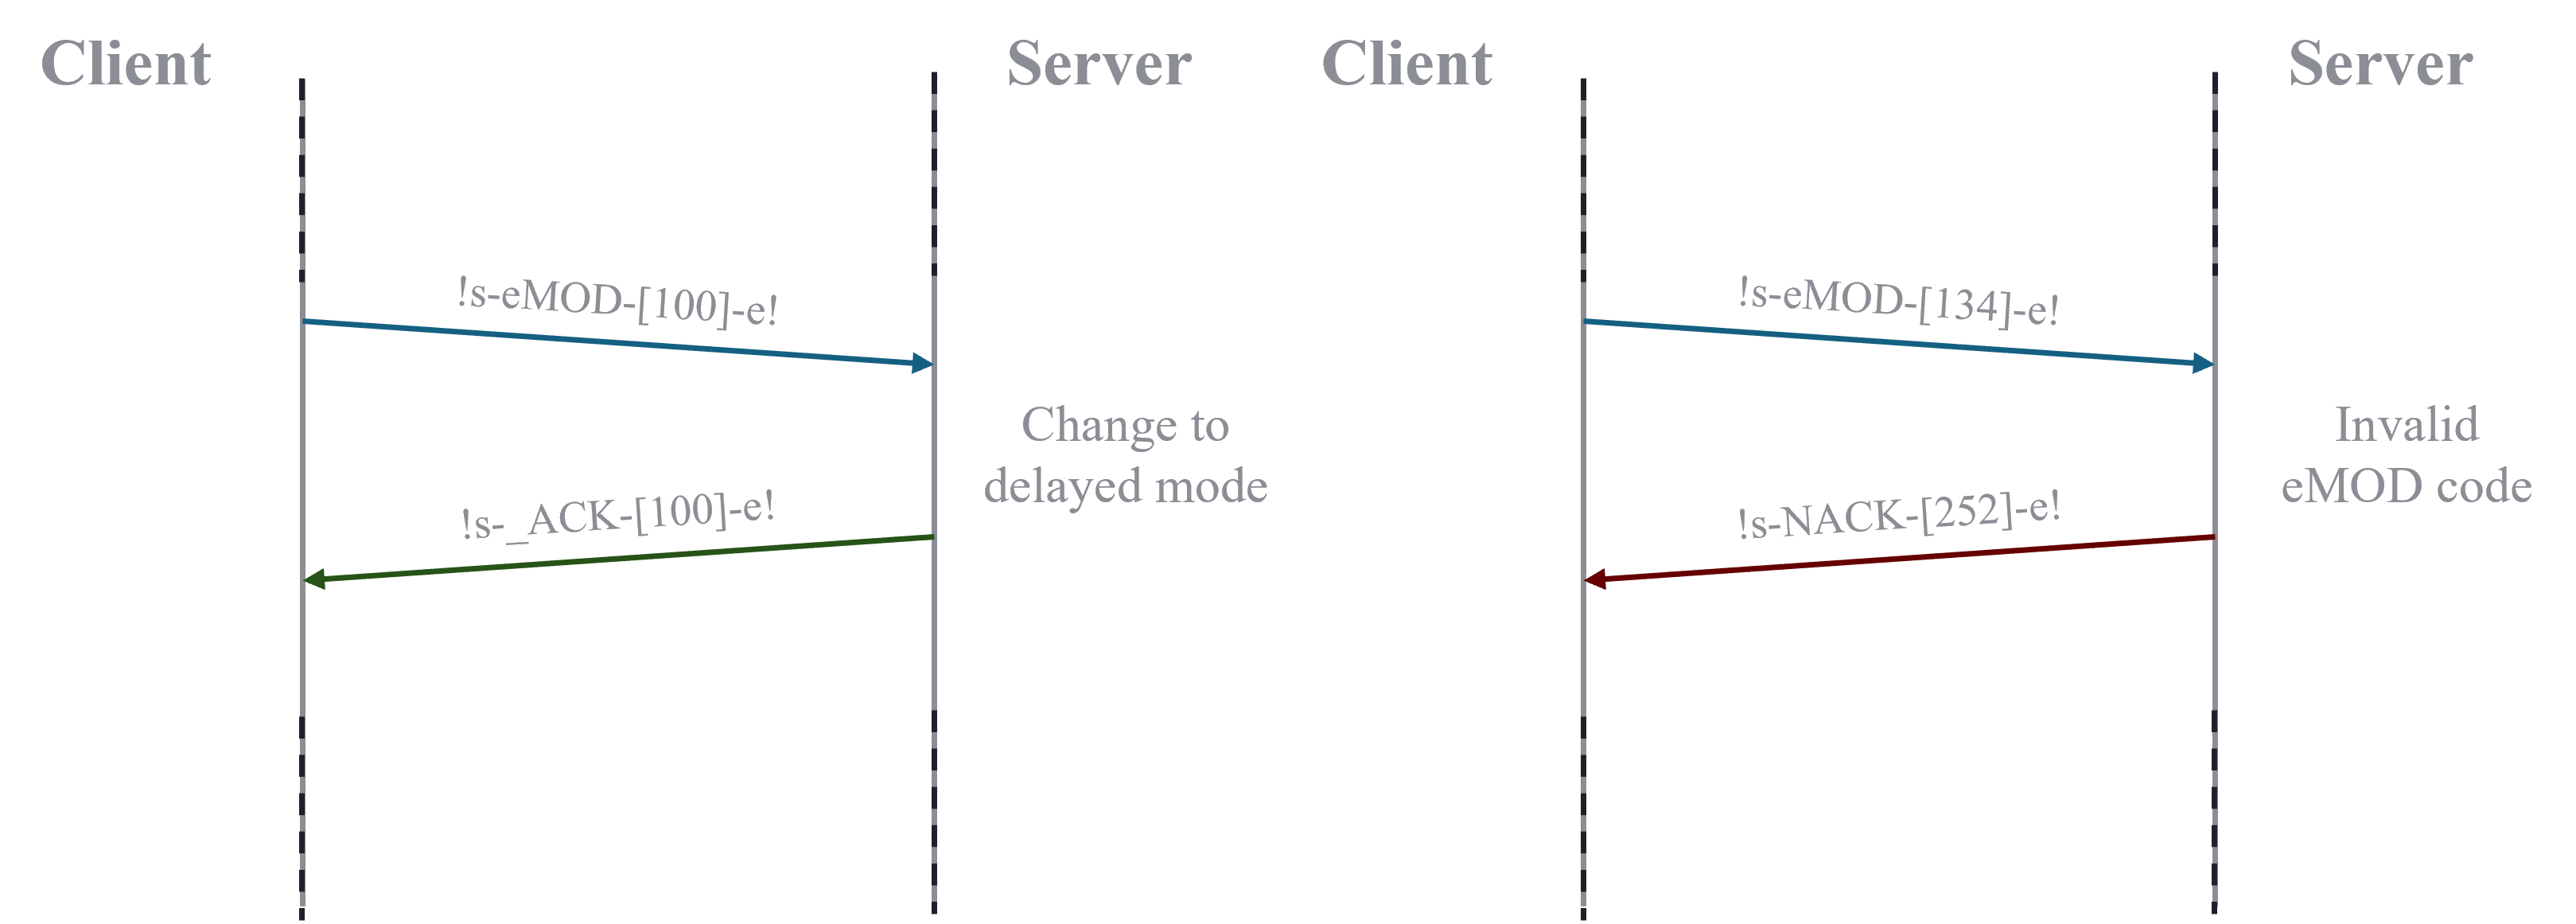 Client
Server
!s-eMOD-[100]-e!
Change to
delayed mode
!s-_ACK-[100]-e!
Client
Server
!s-eMOD-[134]-e!
Invalid
eMOD code
!s-NACK-[252]-e!